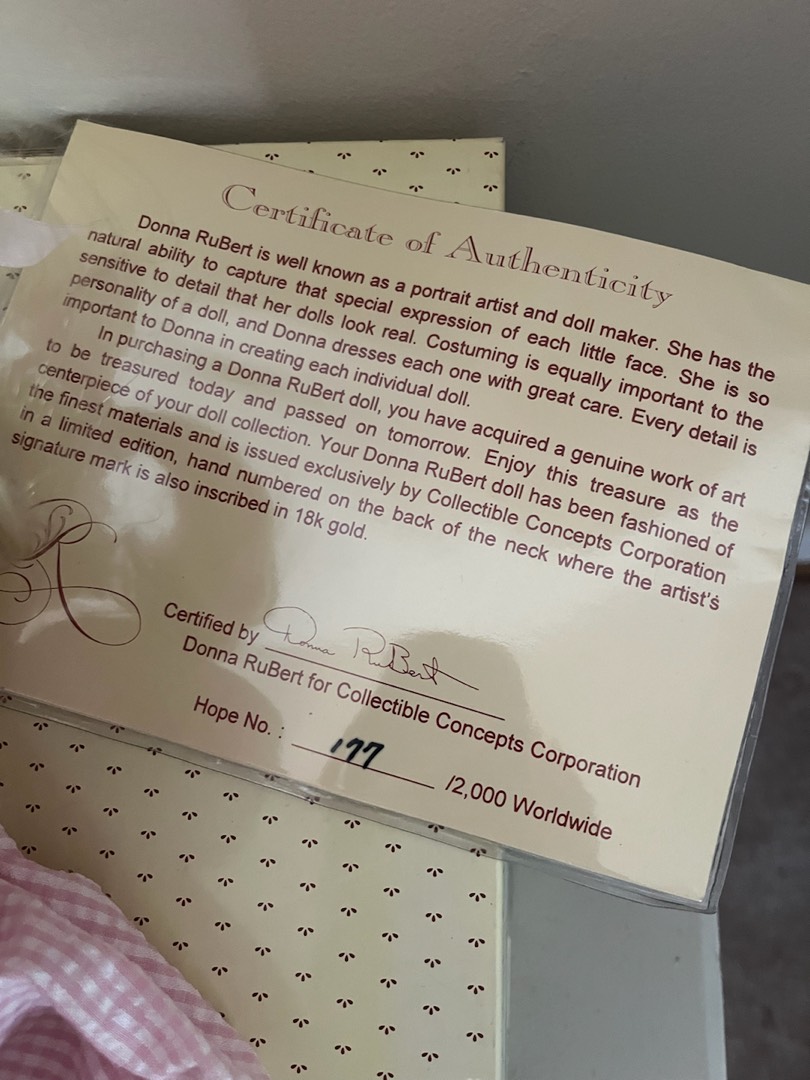 Certificate of Authenticity
Donna RuBert is well known as a portrait artist and doll maker. She has the
natural ability to capture that special expression of each little face. She is so
sensitive to detail that her dolls look real. Costuming is equally important to the
personality of a doll, and Donna dresses each one with great care. Every detail is
important to Donna in creating each individual doll.
In purchasing a Donna RuBert doll, you have acquired a genuine work of art
to be treasured today and passed on tomorrow. Enjoy this treasure as the
centerpiece of your doll collection. Your Donna RuBert doll has been fashioned of
the finest materials and is issued exclusively by Collectible Concepts Corporation
in a limited edition, hand numbered on the back of the neck where the artist's
signature mark is also inscribed in 18k gold.
R
Certified by Donna RuBert
Donna RuBert for Collectible Concepts Corporation
Hope No. : 177 /2,000 Worldwide